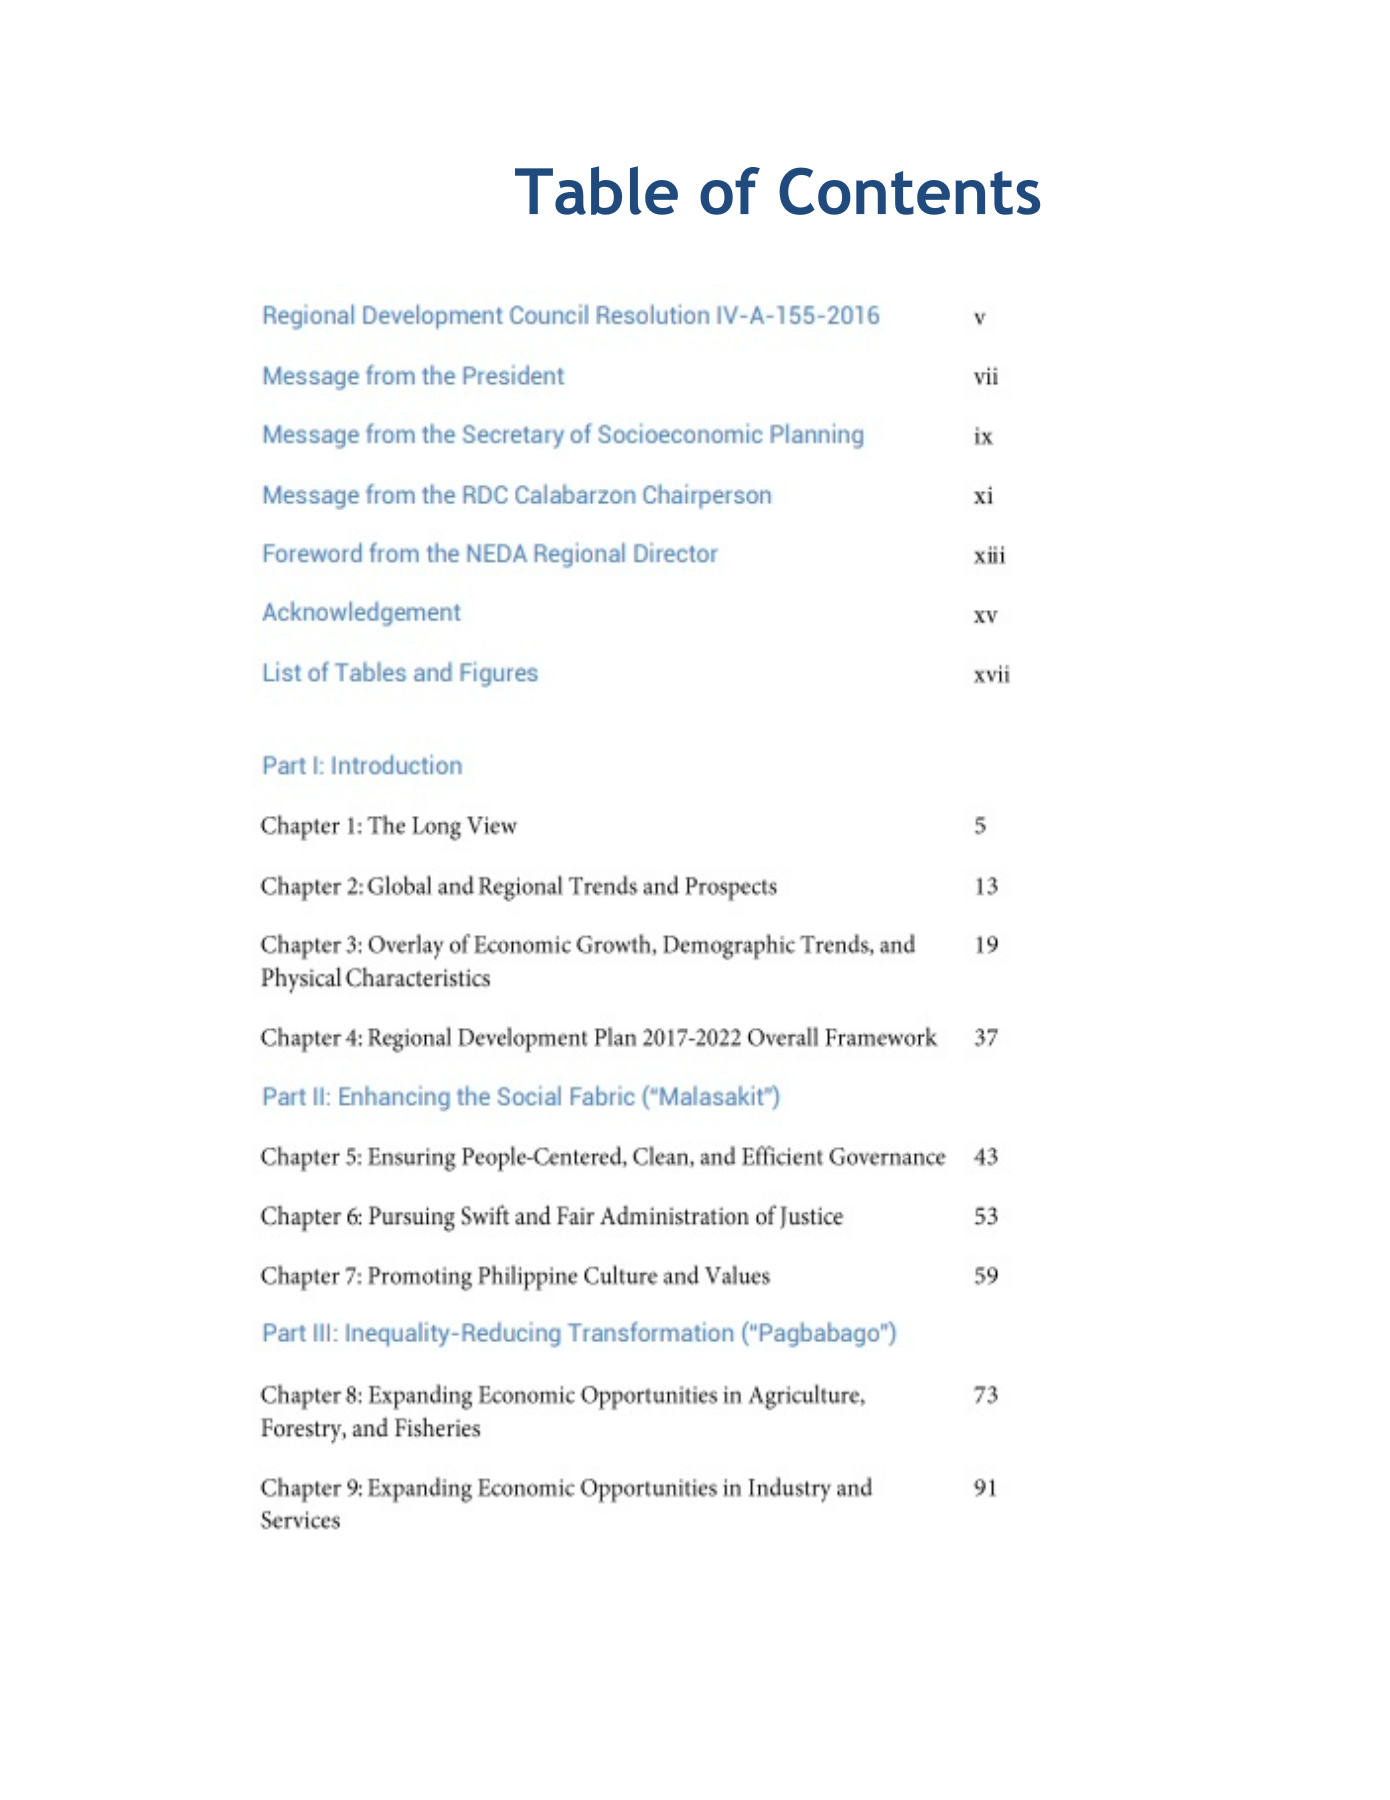 Table of Contents
Regional Development Council Resolution IV-A-155-2016 v
Message from the President vii
Message from the Secretary of Socioeconomic Planning ix
Message from the RDC Calabarzon Chairperson xi
Foreword from the NEDA Regional Director xiii
Acknowledgement xv
List of Tables and Figures xvii
Part I: Introduction
Chapter 1: The Long View 5
Chapter 2: Global and Regional Trends and Prospects 13
Chapter 3: Overlay of Economic Growth, Demographic Trends, and 19
Physical Characteristics
Chapter 4: Regional Development Plan 2017-2022 Overall Framework 37
Part II: Enhancing the Social Fabric (“Malasakit”)
Chapter 5: Ensuring People-Centered, Clean, and Efficient Governance 43
Chapter 6: Pursuing Swift and Fair Administration of Justice 53
Chapter 7: Promoting Philippine Culture and Values 59
Part III: Inequality-Reducing Transformation (“Pagbabago”)
Chapter 8: Expanding Economic Opportunities in Agriculture, 73
Forestry, and Fisheries
Chapter 9: Expanding Economic Opportunities in Industry and 91
Services